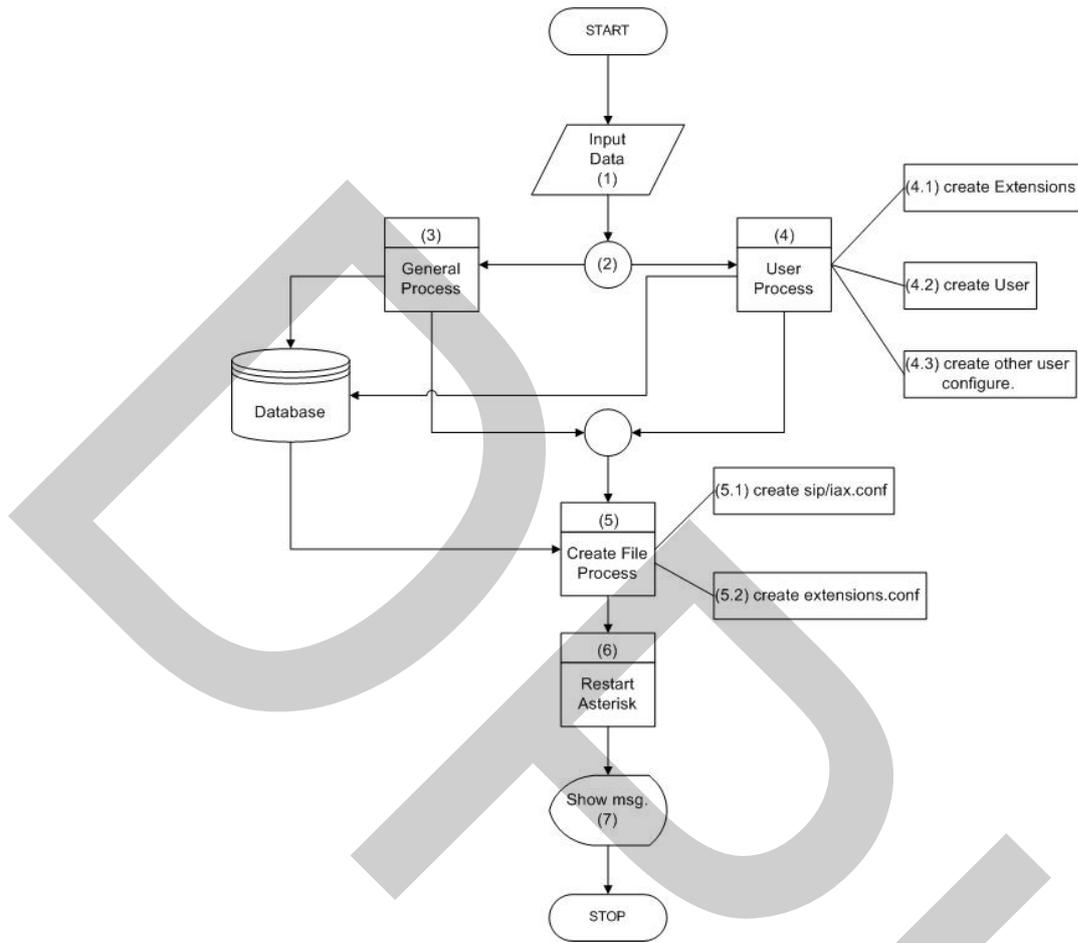 START
Input
Data
(1)
(4.1) create Extensions
(3)
General
Process
(2)
(4)
User
Process
(4.2) create User
(4.3) create other user
configure.
Database
(5.1) create sip/iax.conf
(5)
Create File
Process
(5.2) create extensions.conf
(6)
Restart
Asterisk
Show msg.
(7)
STOP